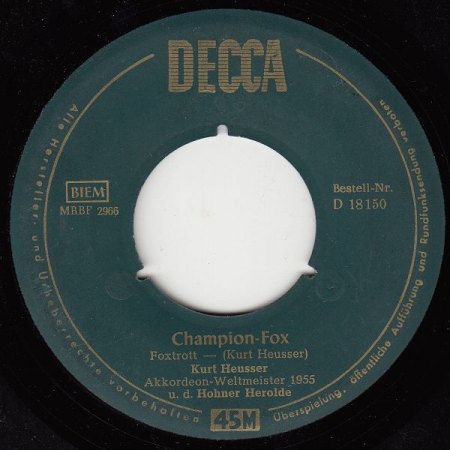 DECCA
BIEM
MRBF 2966
Bestell-Nr.
D 18150
Champion-Fox
Foxtrott — (Kurt Heusser)
Kurt Heusser
Akkordeon-Weltmeister 1955
u. d. Hohner Herolde
45M
Alle Hersteller- und Urheberrechte vorbehalten
Überspielung, öffentliche Aufführung und Rundfunksendung verboten